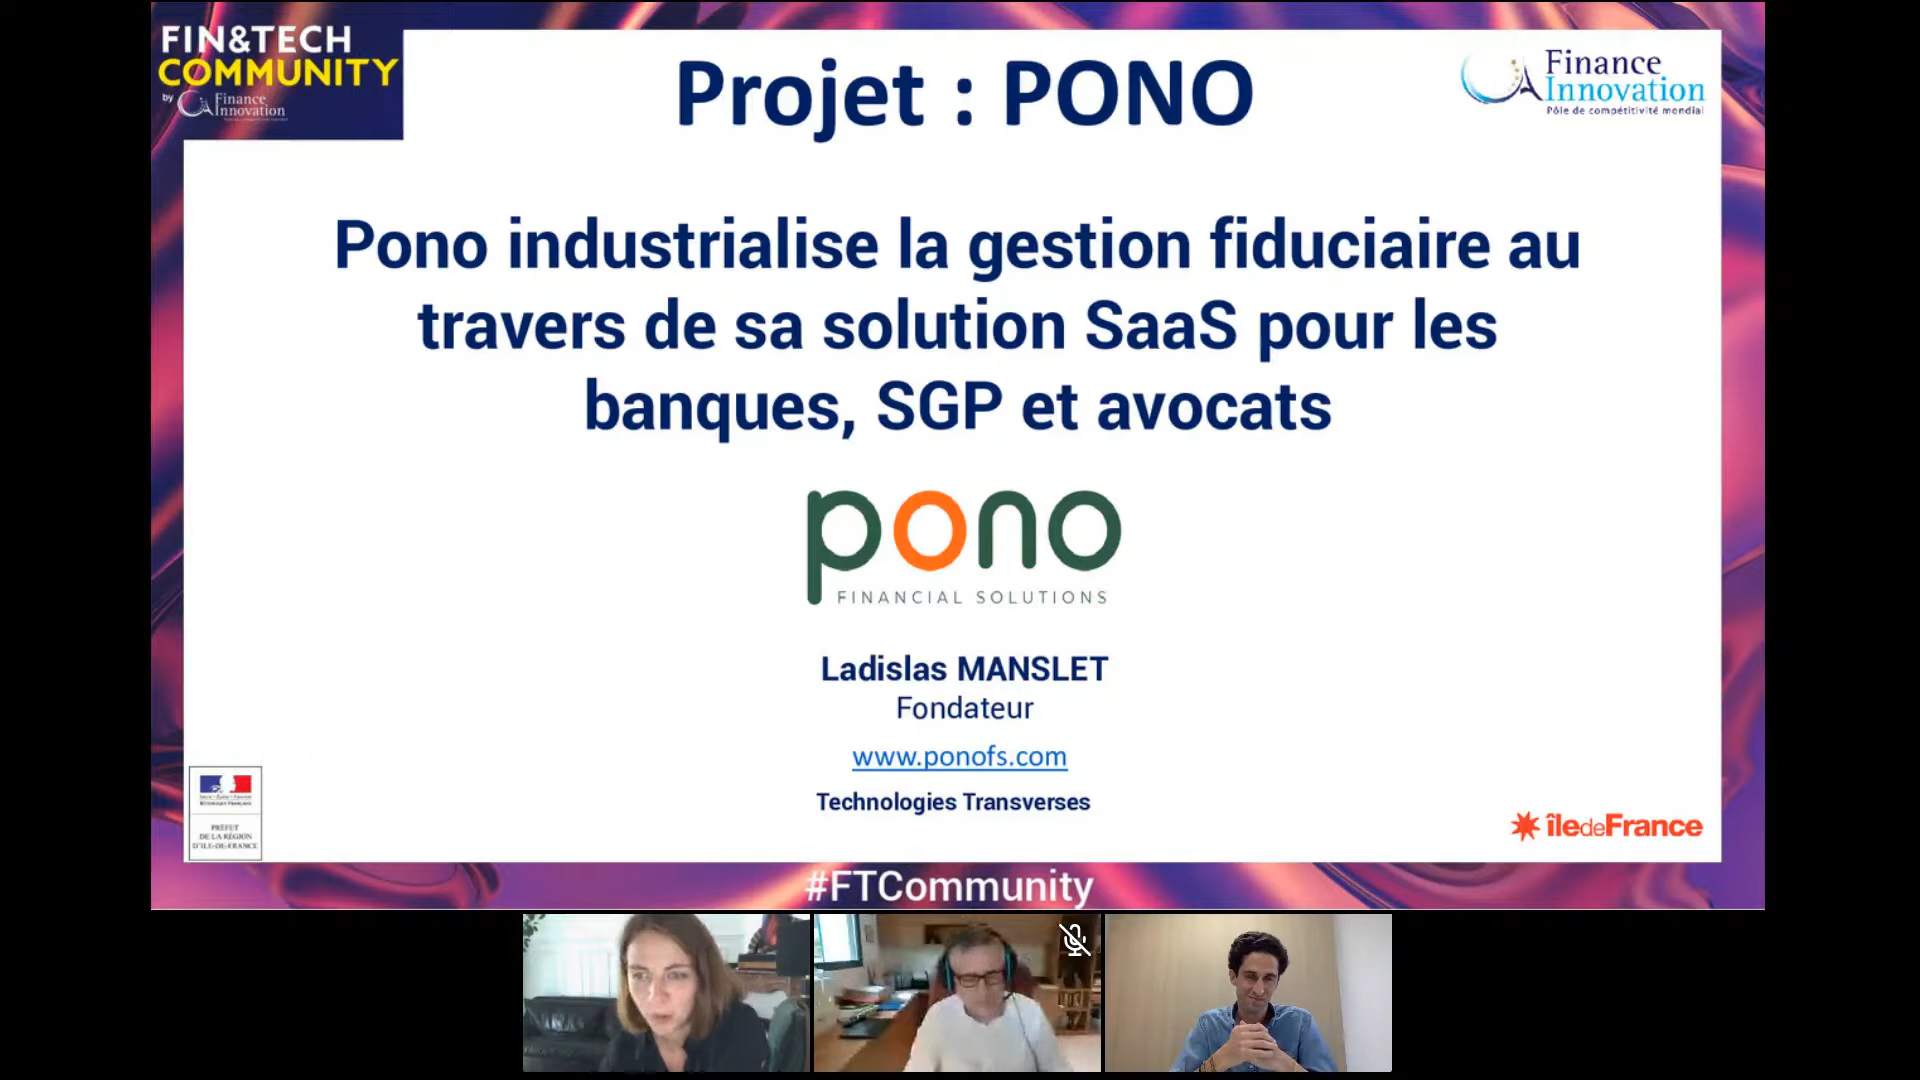 FIN&TECH
COMMUNITY
by Finance
Innovation
Projet : PONO
Finance
Innovation
Pôle de compétitivité mondial
Pono industrialise la gestion fiduciaire au
travers de sa solution SaaS pour les
banques, SGP et avocats
pono
FINANCIAL SOLUTIONS
Ladislas MANSLET
Fondateur
www.ponofs.com
Technologies Transverses
PRÉFET
DE LA RÉGION
D'ÎLE-DE-FRANCE
îledeFrance
#FTCommunity